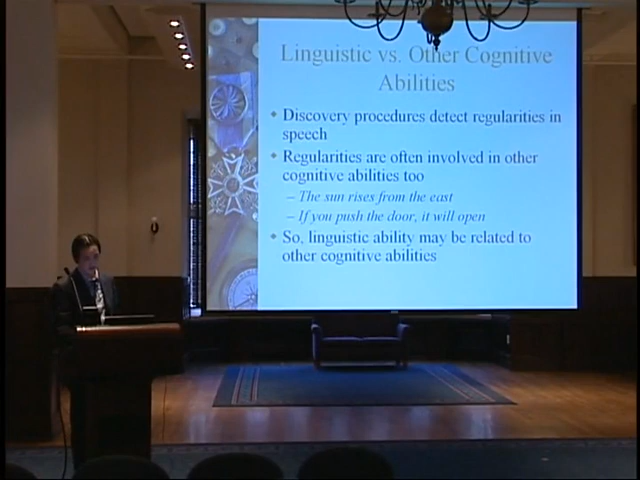 Linguistic vs. Other Cognitive
Abilities
Discovery procedures detect regularities in
speech
Regularities are often involved in other
cognitive abilities too
– The sun rises from the east
– If you push the door, it will open
So, linguistic ability may be related to
other cognitive abilities